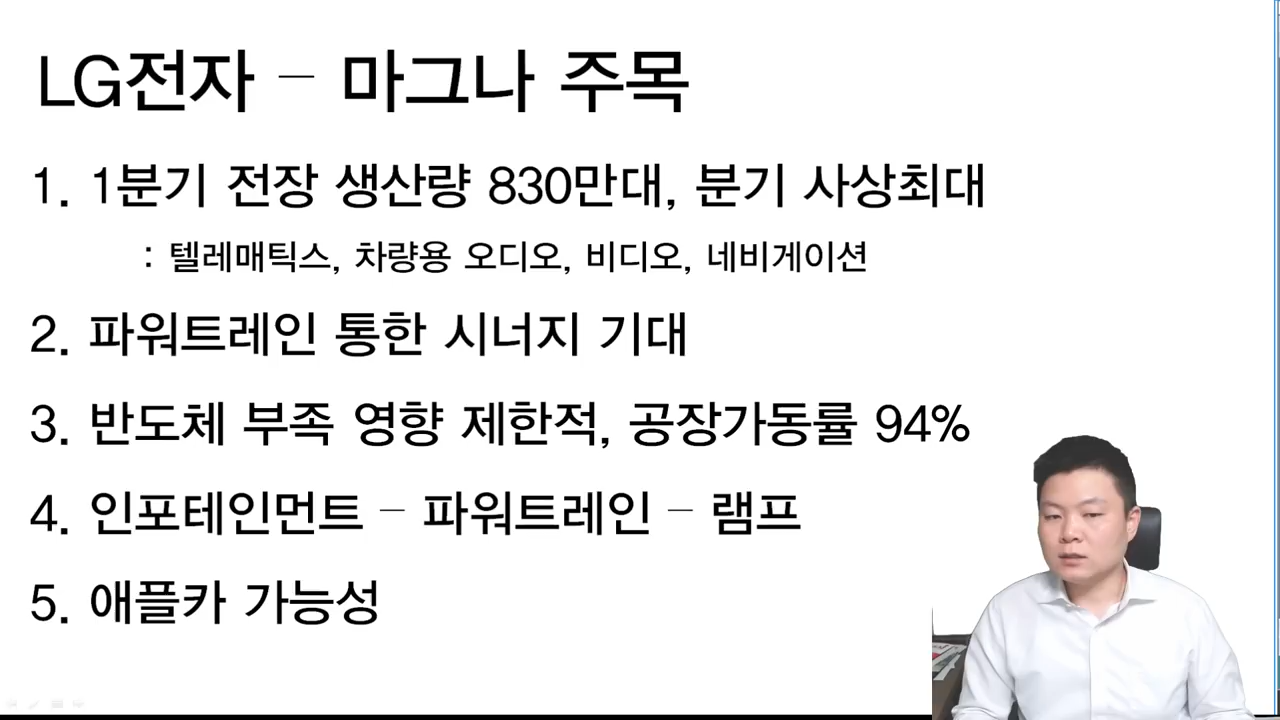 LG전자 – 마그나 주목
1. 1분기 전장 생산량 830만대, 분기 사상최대
: 텔레매틱스, 차량용 오디오, 비디오, 네비게이션
2. 파워트레인 통한 시너지 기대
3. 반도체 부족 영향 제한적, 공장가동률 94%
4. 인포테인먼트 – 파워트레인 – 램프
5. 애플카 가능성